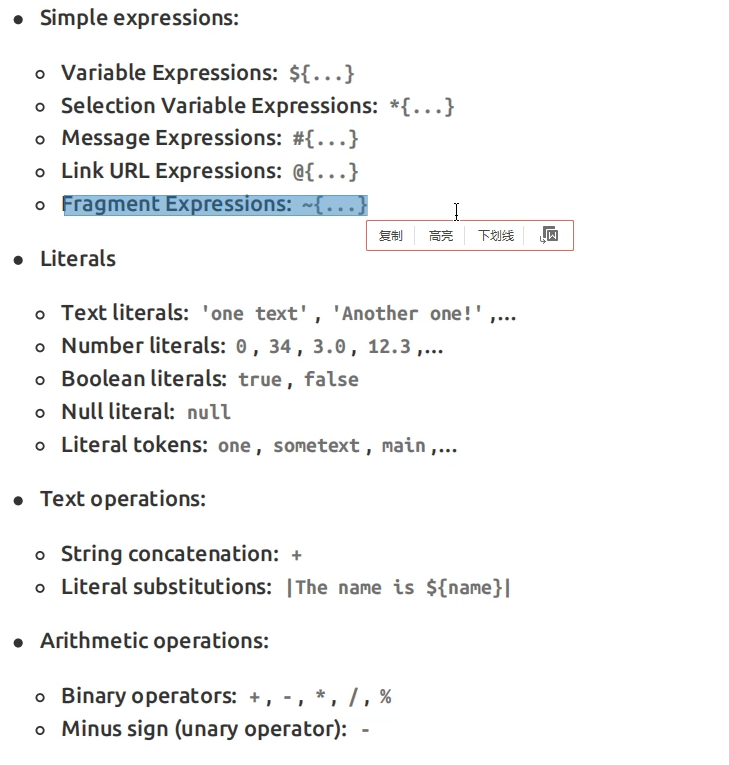 Simple expressions:
Variable Expressions: ${...}
Selection Variable Expressions: *{...}
Message Expressions: #{...}
Link URL Expressions: @{...}
Fragment Expressions: ~{...}
复制 高亮 下划线
Literals
Text literals: 'one text', 'Another one!',...
Number literals: 0, 34, 3.0, 12.3,...
Boolean literals: true, false
Null literal: null
Literal tokens: one, sometext, main,...
Text operations:
String concatenation: +
Literal substitutions: |The name is ${name}|
Arithmetic operations:
Binary operators: +, -, *, /, %
Minus sign (unary operator): -